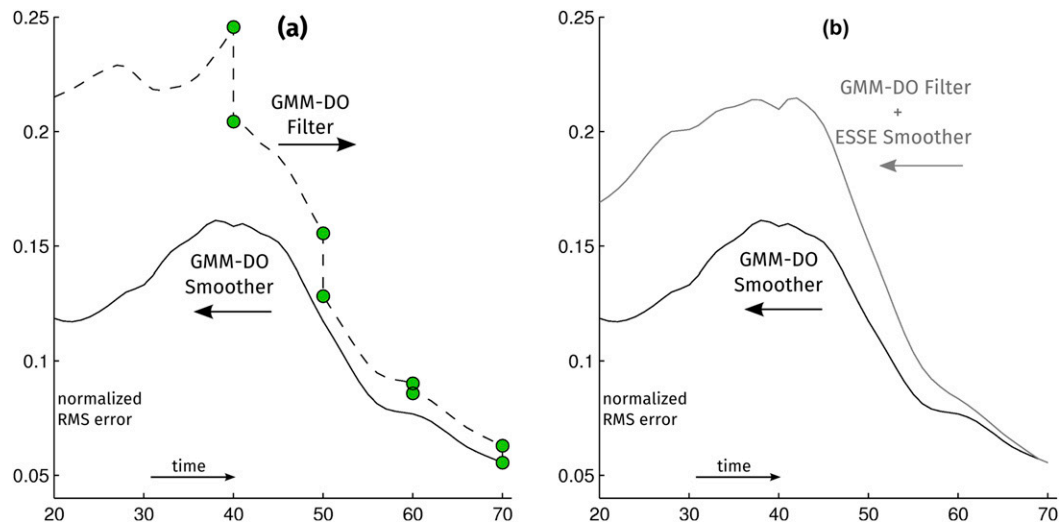 (a)
0.25
0.2
0.15
0.1
0.05
GMM-DO
Filter
GMM-DO
Smoother
normalized
RMS error
time
20
30
40
50
60
70
(b)
0.25
0.2
0.15
0.1
0.05
GMM-DO Filter
+
ESSE Smoother
GMM-DO
Smoother
normalized
RMS error
time
20
30
40
50
60
70